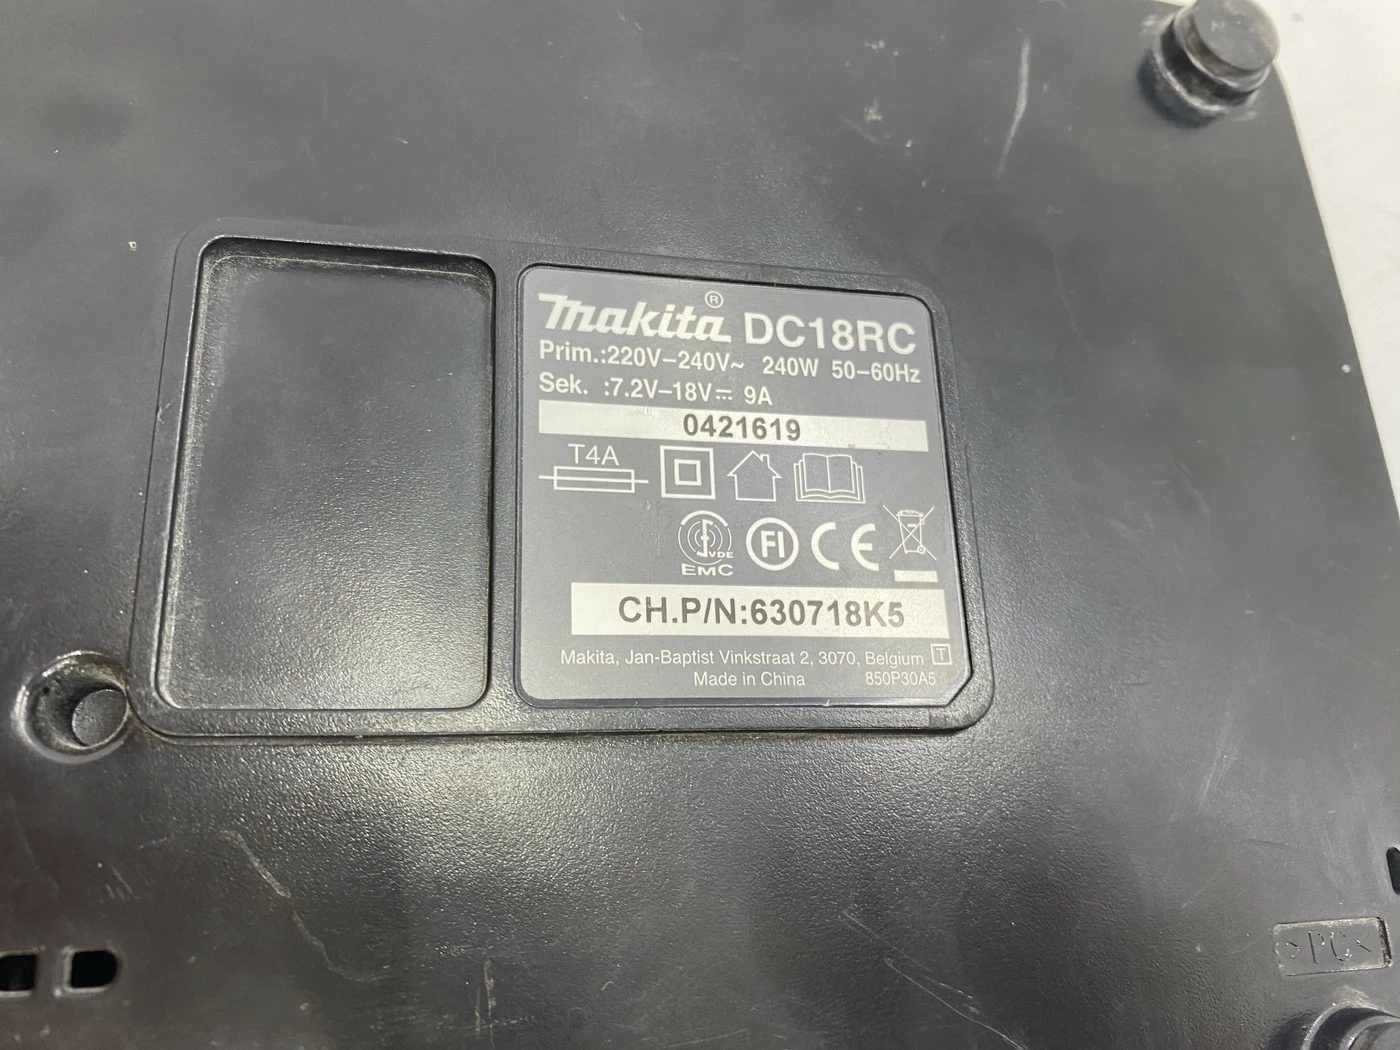 makita® DC18RC
Prim.:220V–240V~ 240W 50–60Hz
Sek. :7.2V–18V⎓ 9A
0421619
T4A
VDE
EMC
FI
CE
CH.P/N:630718K5
Makita, Jan-Baptist Vinkstraat 2, 3070, Belgium T
Made in China 850P30A5
>PC<